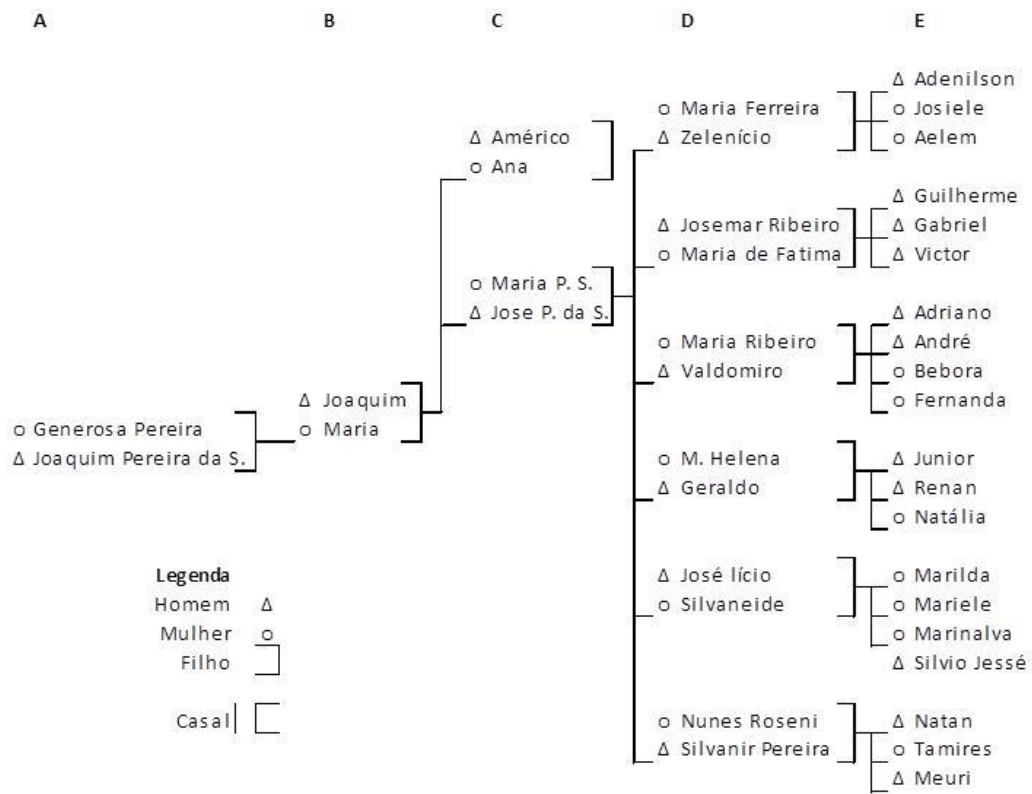 A B C D E
Δ Adenilson
o Maria Ferreira
o Josiele
Δ Américo
Δ Zelenício
o Aelem
o Ana
Δ Guilherme
Δ Josemar Ribeiro
Δ Gabriel
o Maria de Fatima
Δ Victor
o Maria P. S.
Δ Jose P. da S.
Δ Adriano
o Maria Ribeiro
Δ André
Δ Valdomiro
o Bebora
Δ Joaquim
o Fernanda
o Generosa Pereira
o Maria
Δ Joaquim Pereira da S.
o M. Helena
Δ Junior
Δ Geraldo
Δ Renan
o Natália
Legenda
Homem Δ
Mulher o
Filho
Casal
Δ José lício
o Marilda
o Silvaneide
o Mariele
o Marinalva
Δ Silvio Jessé
o Nunes Roseni
Δ Natan
Δ Silvanir Pereira
o Tamires
Δ Meuri